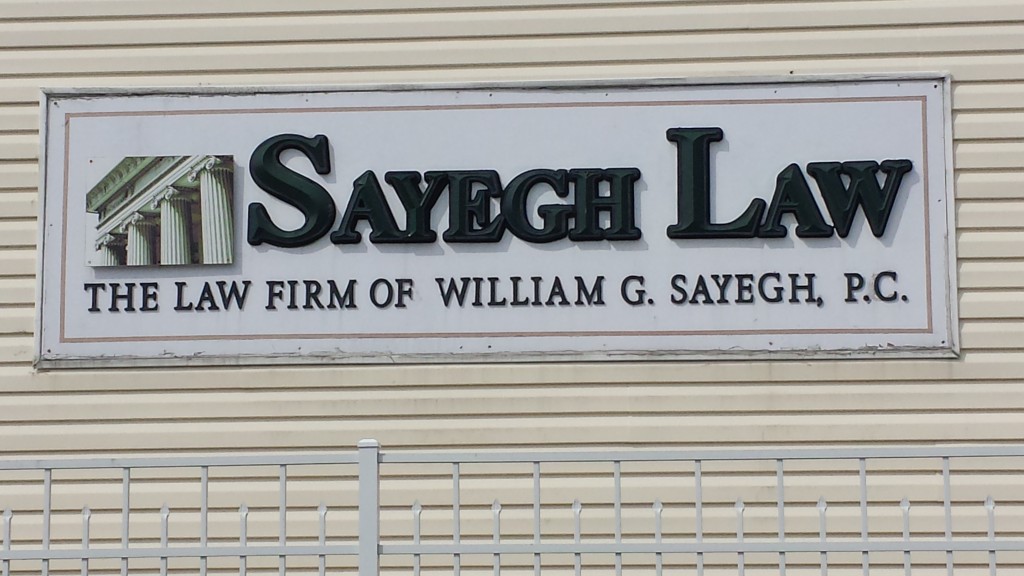 SAYEGH LAW
THE LAW FIRM OF WILLIAM G. SAYEGH, P.C.